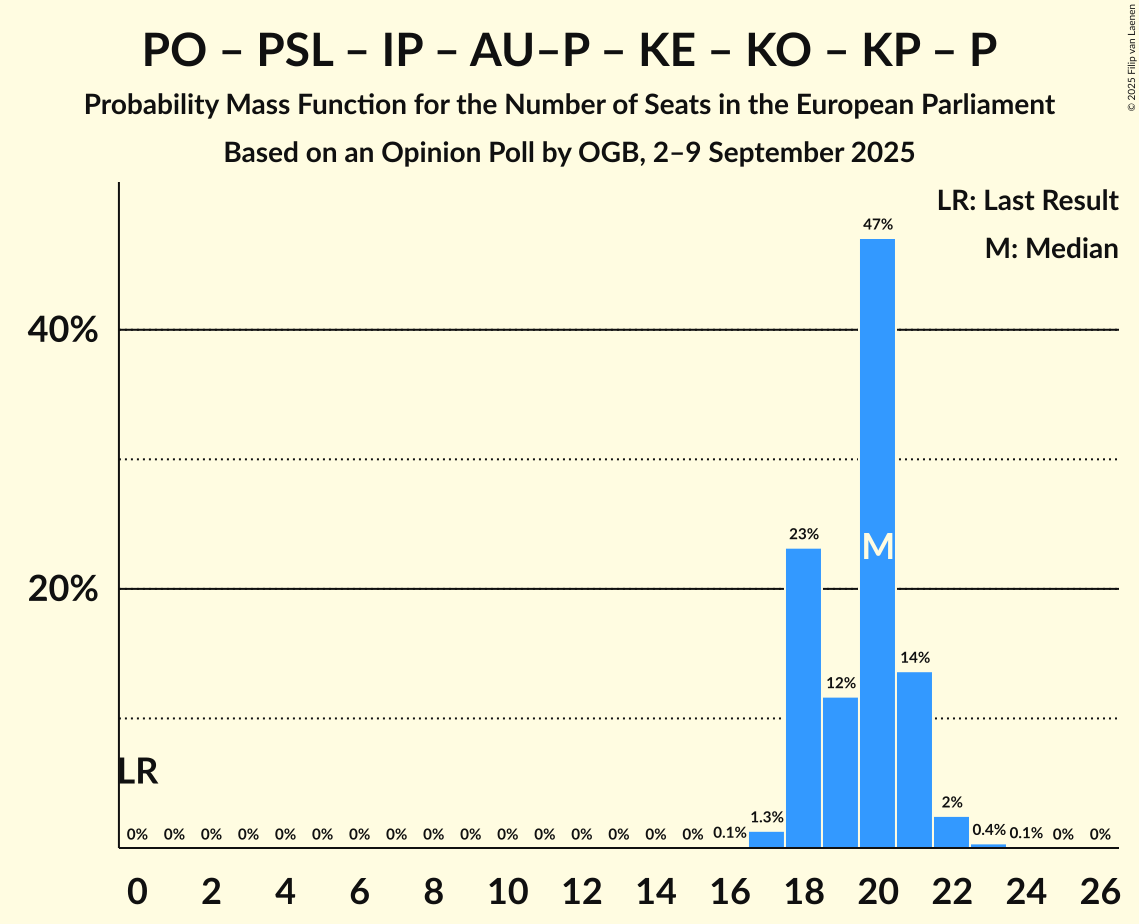 PO – PSL – IP – AU–P – KE – KO – KP – P
Probability Mass Function for the Number of Seats in the European Parliament
Based on an Opinion Poll by OGB, 2–9 September 2025
© 2025 Filip van Laenen
LR: Last Result
M: Median
47%
40%
23%
M
20%
14%
12%
LR
0% 0% 0% 0% 0% 0% 0% 0% 0% 0% 0% 0% 0% 0% 0% 0% 0.1% 1.3% 2% 0.4% 0.1% 0% 0%
0 2 4 6 8 10 12 14 16 18 20 22 24 26